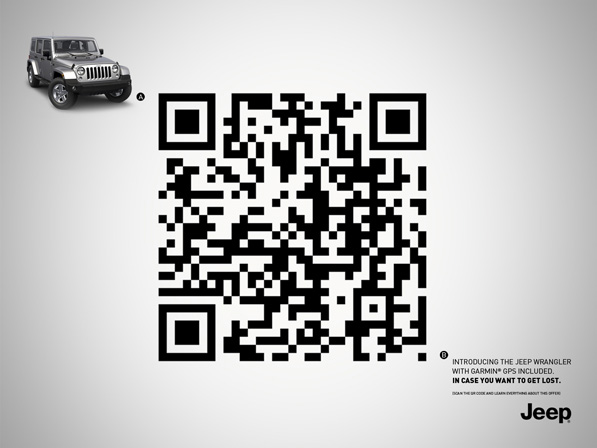 A
B
INTRODUCING THE JEEP WRANGLER
WITH GARMIN® GPS INCLUDED.
IN CASE YOU WANT TO GET LOST.
(SCAN THE QR CODE AND LEARN EVERYTHING ABOUT THIS OFFER)
Jeep